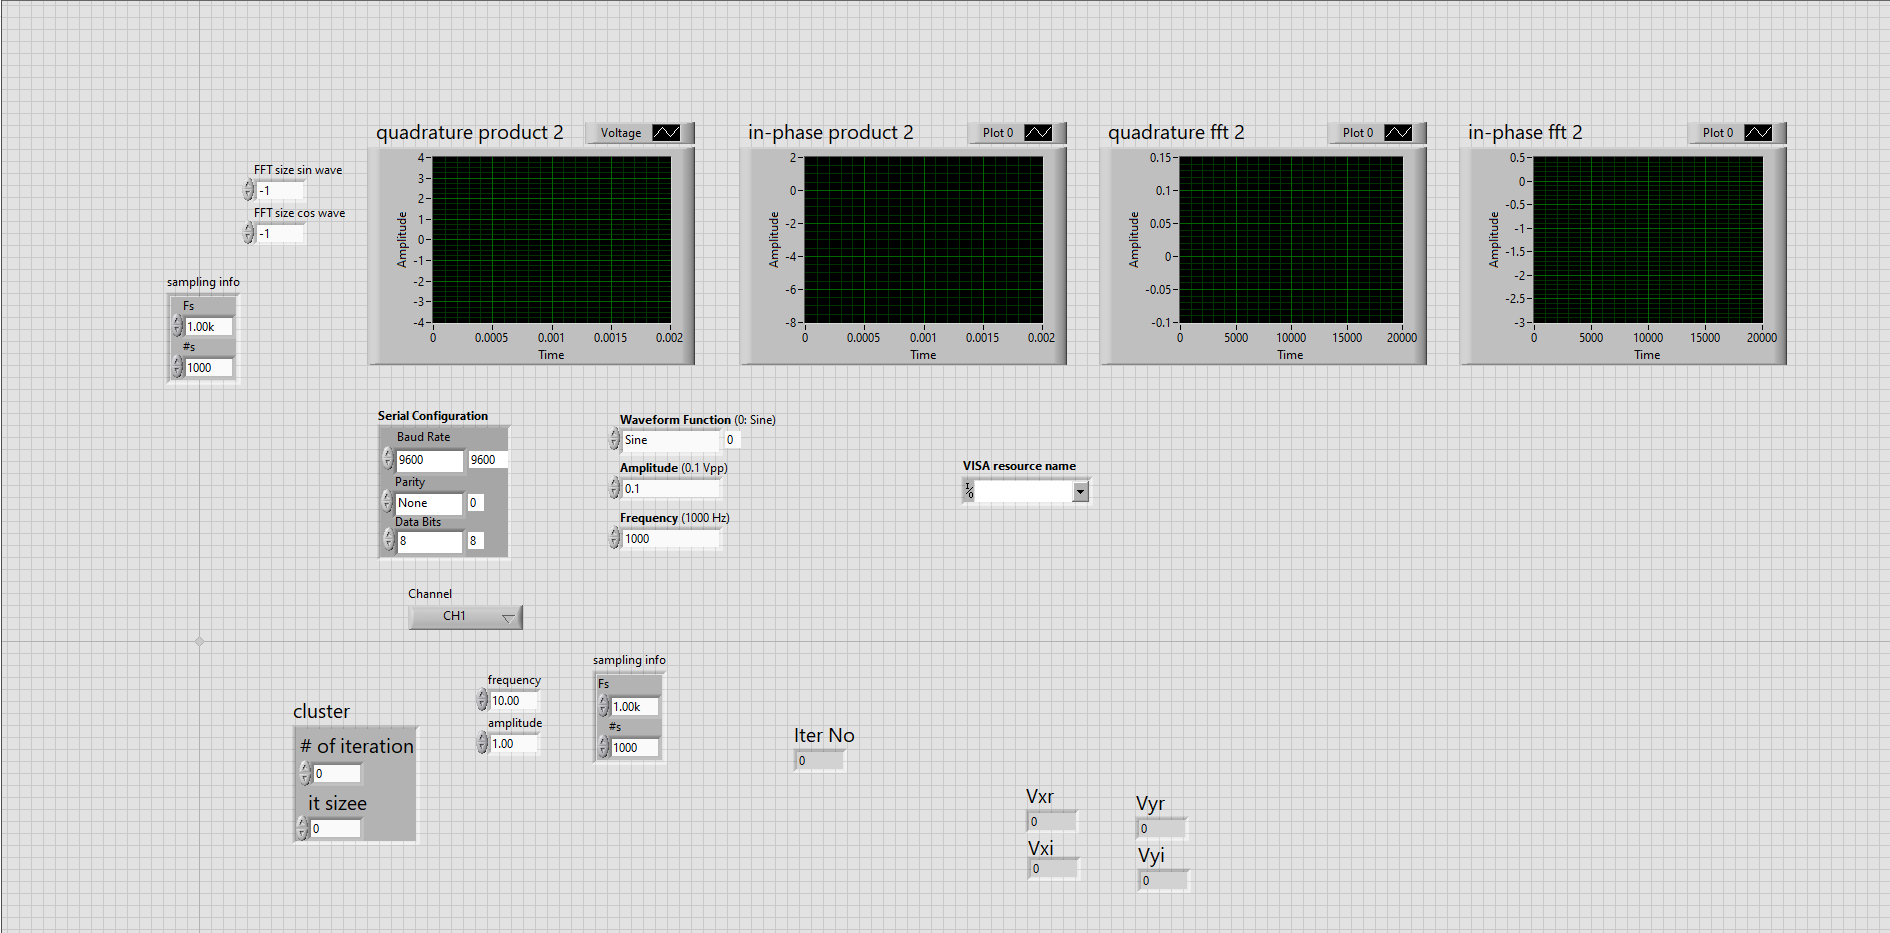 quadrature product 2
Voltage
4
3
2
1
0
-1
-2
-3
-4
Amplitude
0
0.0005
0.001
0.0015
0.002
Time
in-phase product 2
Plot 0
2
0
-2
-4
-6
-8
Amplitude
0
0.0005
0.001
0.0015
0.002
Time
quadrature fft 2
Plot 0
0.15
0.1
0.05
0
-0.05
-0.1
Amplitude
0
5000
10000
15000
20000
Time
in-phase fft 2
Plot 0
0.5
0
-0.5
-1
-1.5
-2
-2.5
-3
Amplitude
0
5000
10000
15000
20000
Time
FFT size sin wave
-1
FFT size cos wave
-1
sampling info
Fs
1.00k
#s
1000
Serial Configuration
Baud Rate
9600 9600
Parity
None 0
Data Bits
8 8
Waveform Function (0: Sine)
Sine 0
Amplitude (0.1 Vpp)
0.1
Frequency (1000 Hz)
1000
VISA resource name
I/0
Channel
CH1
frequency
10.00
amplitude
1.00
sampling info
Fs
1.00k
#s
1000
cluster
# of iteration
0
it sizee
0
Iter No
0
Vxr
0
Vxi
0
Vyr
0
Vyi
0